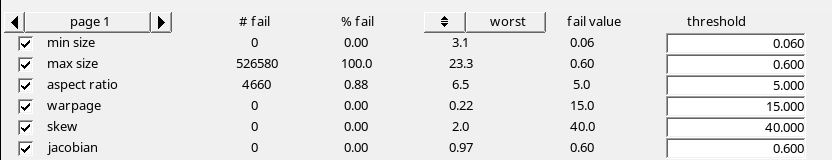 page 1 # fail % fail worst fail value threshold
min size 0 0.00 3.1 0.06 0.060
max size 526580 100.0 23.3 0.60 0.600
aspect ratio 4660 0.88 6.5 5.0 5.000
warpage 0 0.00 0.22 15.0 15.000
skew 0 0.00 2.0 40.0 40.000
jacobian 0 0.00 0.97 0.60 0.600